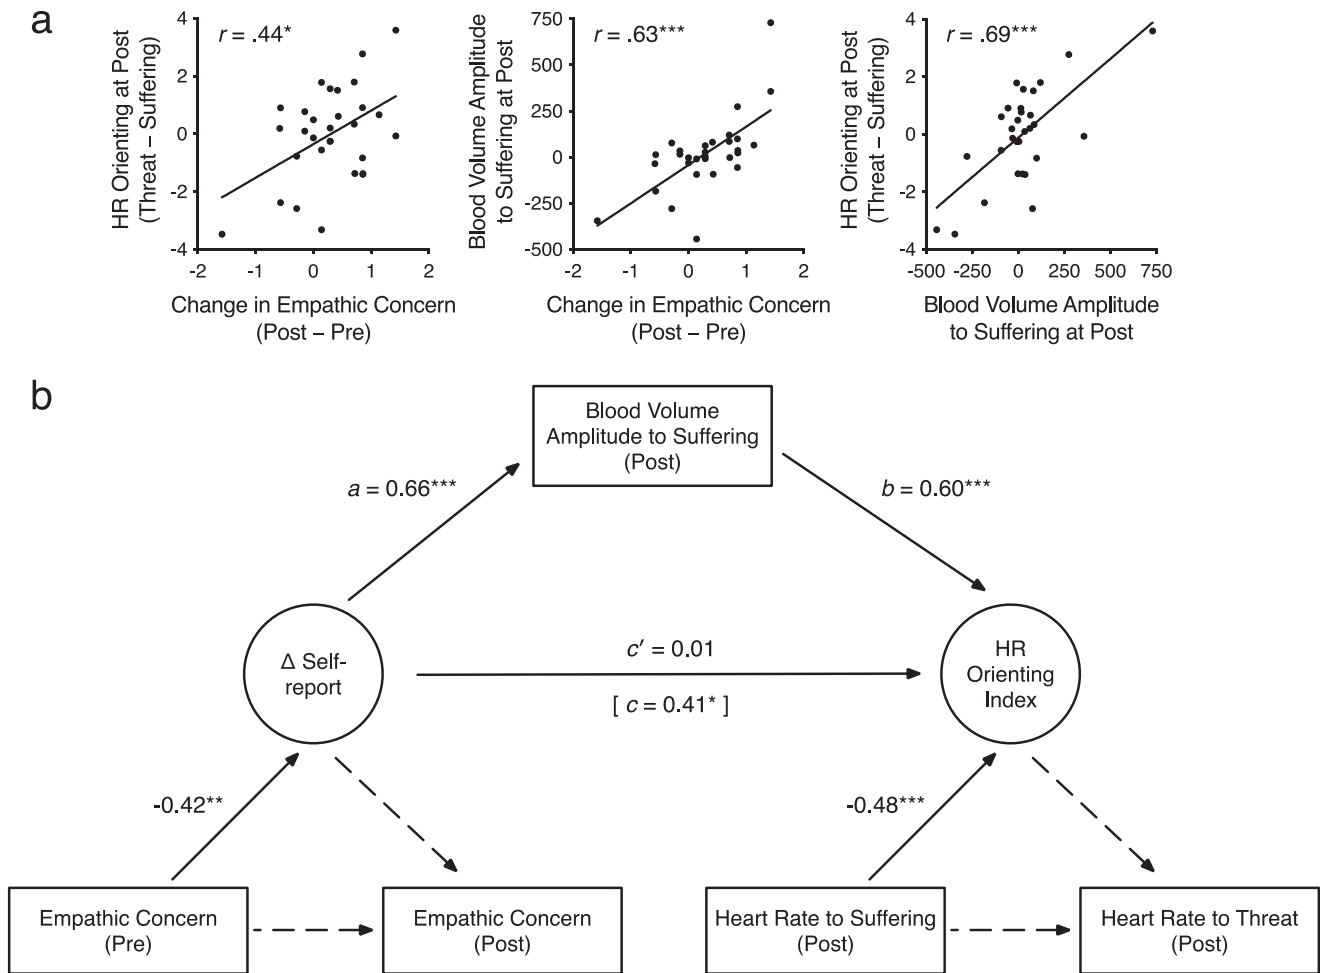 a
r = .44*
HR Orienting at Post
(Threat – Suffering)
4
2
0
-2
-4
-2
-1
0
1
2
Change in Empathic Concern
(Post – Pre)
r = .63***
Blood Volume Amplitude
to Suffering at Post
750
500
250
0
-250
-500
-2
-1
0
1
2
Change in Empathic Concern
(Post – Pre)
r = .69***
HR Orienting at Post
(Threat – Suffering)
4
2
0
-2
-4
-500
-250
0
250
500
750
Blood Volume Amplitude
to Suffering at Post
b
Blood Volume
Amplitude to Suffering
(Post)
a = 0.66***
b = 0.60***
Δ Self-
report
c′ = 0.01
[ c = 0.41* ]
HR
Orienting
Index
-0.42**
-0.48***
Empathic Concern
(Pre)
Empathic Concern
(Post)
Heart Rate to Suffering
(Post)
Heart Rate to Threat
(Post)